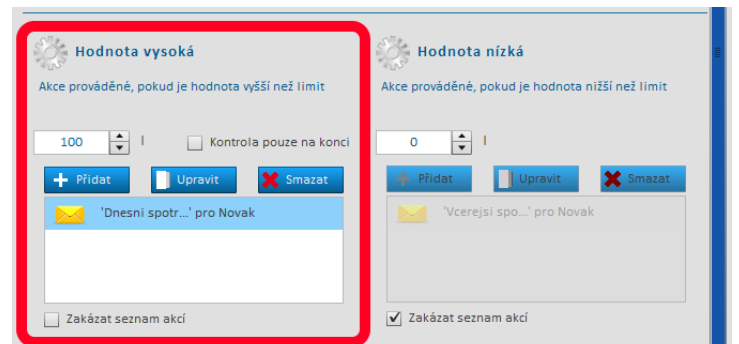 Hodnota vysoká
Akce prováděné, pokud je hodnota vyšší než limit
100 l Kontrola pouze na konci
Přidat Upravit Smazat
'Dnesni spotr...' pro Novak
Zakázat seznam akcí
Hodnota nízká
Akce prováděné, pokud je hodnota nižší než limit
0 l
Přidat Upravit Smazat
'Vcerejsi spo...' pro Novak
Zakázat seznam akcí